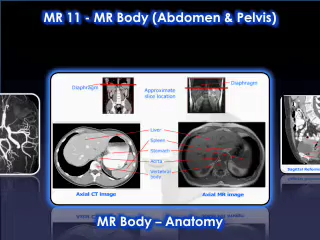 MR 11 - MR Body (Abdomen & Pelvis)
Diaphragm
Approximate
slice location
Diaphragm
Liver
Spleen
Stomach
Aorta
Vertebral
body
Axial CT image
Axial MR image
MR Body – Anatomy